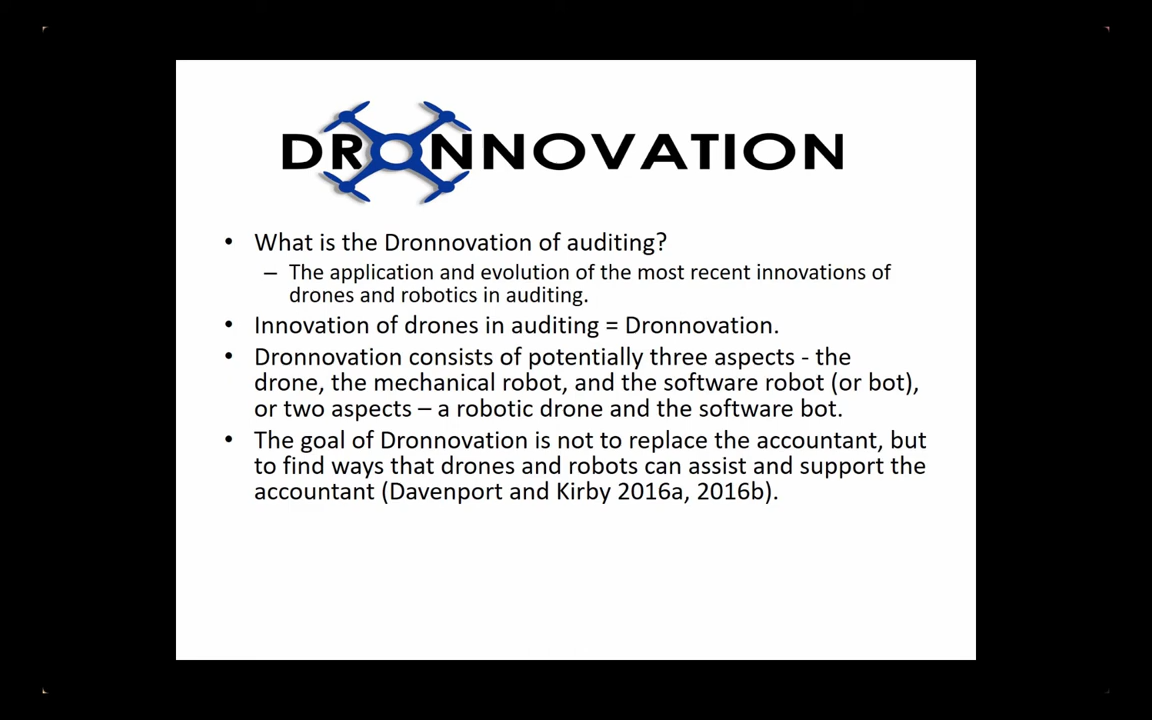 DRONNOVATION
• What is the Dronnovation of auditing?
– The application and evolution of the most recent innovations of
drones and robotics in auditing.
• Innovation of drones in auditing = Dronnovation.
• Dronnovation consists of potentially three aspects - the
drone, the mechanical robot, and the software robot (or bot),
or two aspects – a robotic drone and the software bot.
• The goal of Dronnovation is not to replace the accountant, but
to find ways that drones and robots can assist and support the
accountant (Davenport and Kirby 2016a, 2016b).